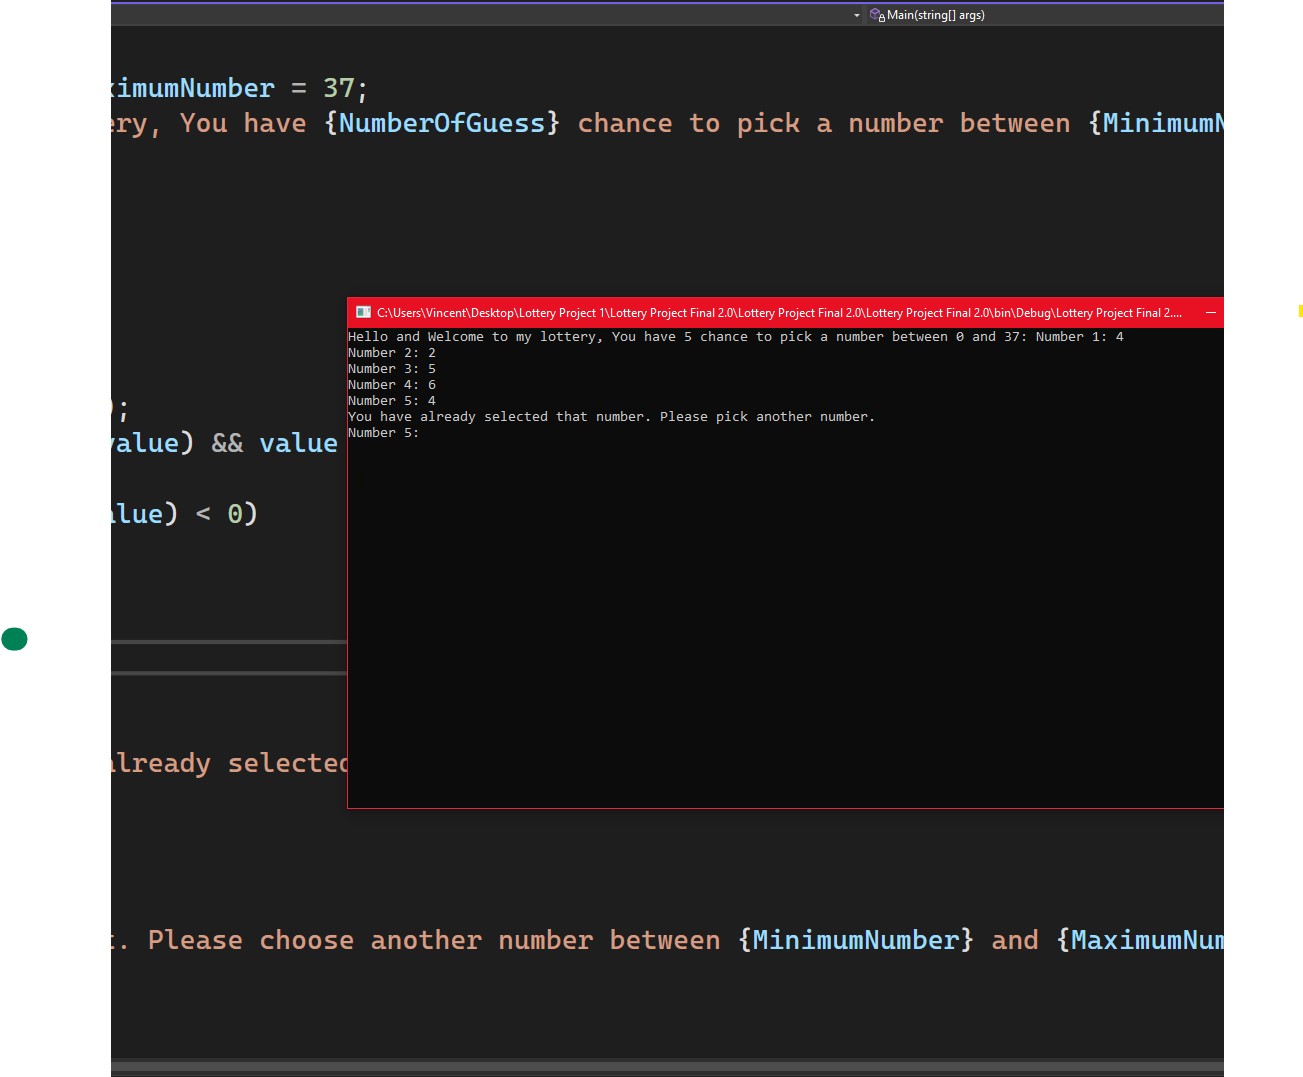 Main(string[] args)
ximumNumber = 37;
ery, You have {NumberOfGuess} chance to pick a number between {MinimumN
C:\Users\Vincent\Desktop\Lottery Project 1\Lottery Project Final 2.0\Lottery Project Final 2.0\Lottery Project Final 2.0\bin\Debug\Lottery Project Final 2....
Hello and Welcome to my lottery, You have 5 chance to pick a number between 0 and 37: Number 1: 4
Number 2: 2
Number 3: 5
Number 4: 6
Number 5: 4
You have already selected that number. Please pick another number.
Number 5:
);
value) && value
alue) < 0)
already selected
t. Please choose another number between {MinimumNumber} and {MaximumNum